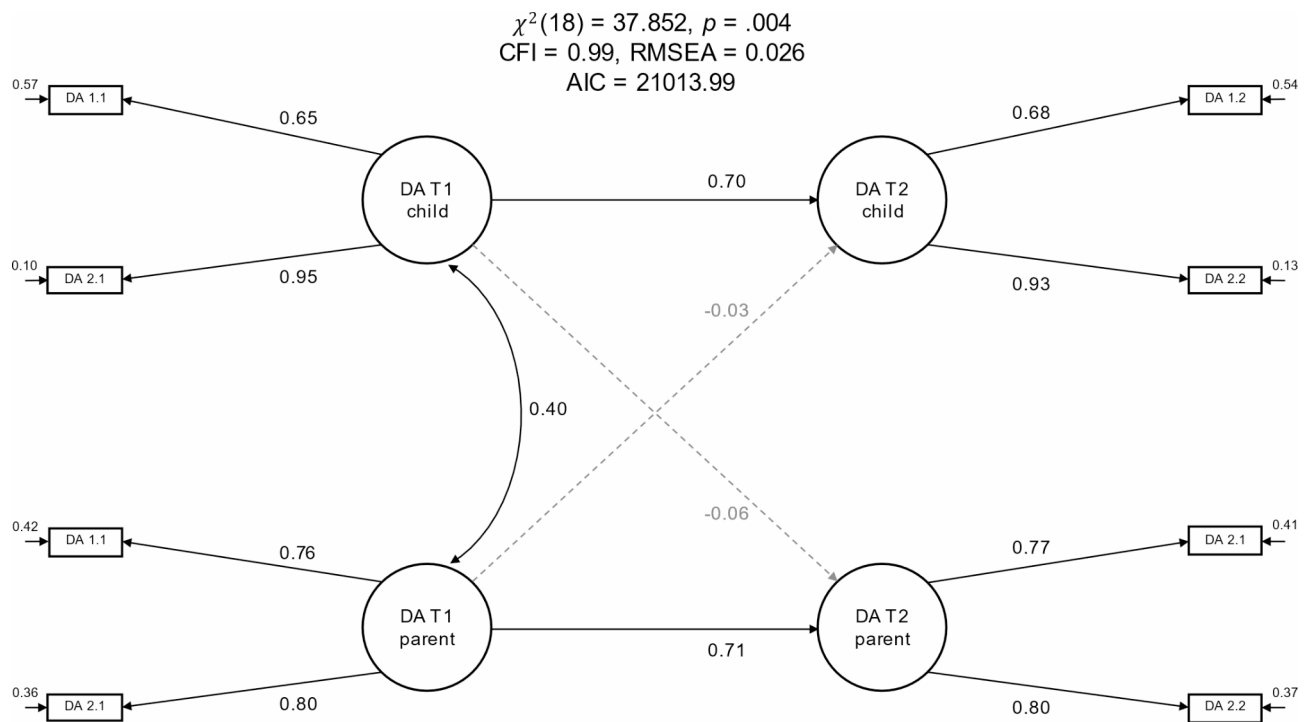 χ²(18) = 37.852, p = .004
CFI = 0.99, RMSEA = 0.026
AIC = 21013.99
0.57
DA 1.1
0.65
0.68
DA 1.2
0.54
DA T1
child
0.70
DA T2
child
0.10
DA 2.1
0.95
0.93
DA 2.2
0.13
-0.03
0.40
-0.06
0.42
DA 1.1
0.76
0.77
DA 2.1
0.41
DA T1
parent
0.71
DA T2
parent
0.36
DA 2.1
0.80
0.80
DA 2.2
0.37